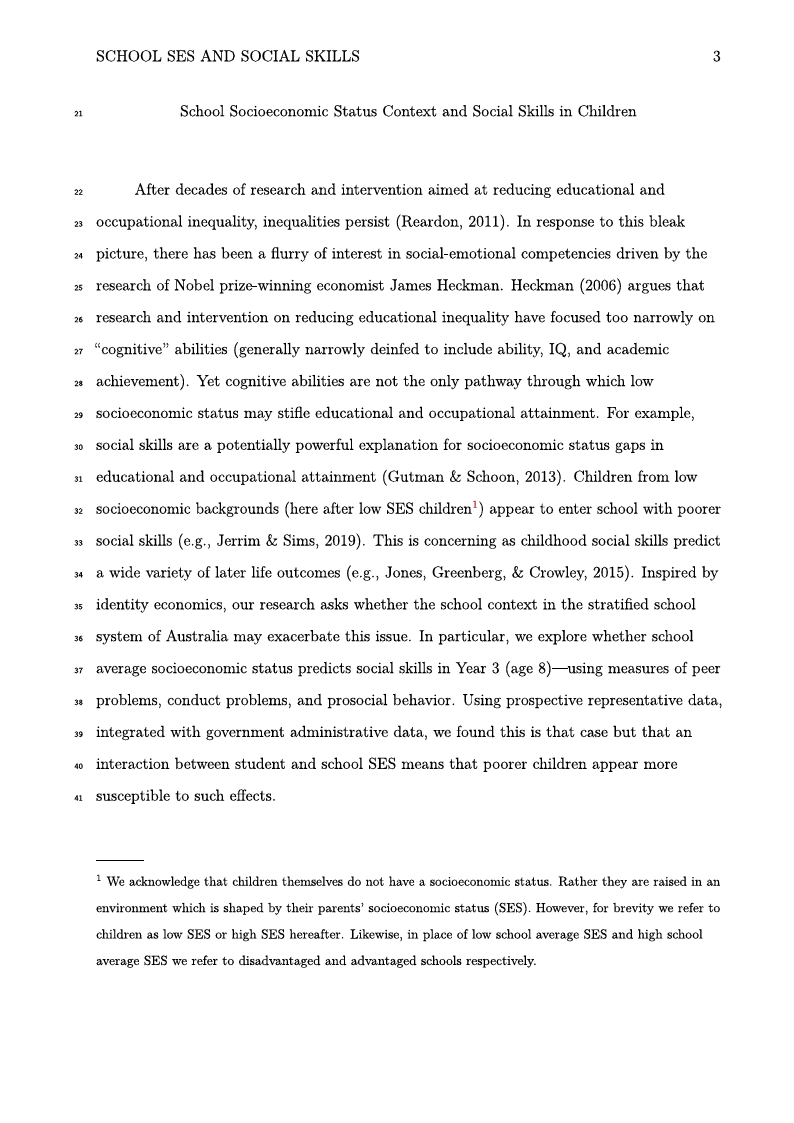 SCHOOL SES AND SOCIAL SKILLS 3
21 School Socioeconomic Status Context and Social Skills in Children
22 After decades of research and intervention aimed at reducing educational and
23 occupational inequality, inequalities persist (Reardon, 2011). In response to this bleak
24 picture, there has been a flurry of interest in social-emotional competencies driven by the
25 research of Nobel prize-winning economist James Heckman. Heckman (2006) argues that
26 research and intervention on reducing educational inequality have focused too narrowly on
27 “cognitive” abilities (generally narrowly deinfed to include ability, IQ, and academic
28 achievement). Yet cognitive abilities are not the only pathway through which low
29 socioeconomic status may stifle educational and occupational attainment. For example,
30 social skills are a potentially powerful explanation for socioeconomic status gaps in
31 educational and occupational attainment (Gutman & Schoon, 2013). Children from low
32 socioeconomic backgrounds (here after low SES children¹) appear to enter school with poorer
33 social skills (e.g., Jerrim & Sims, 2019). This is concerning as childhood social skills predict
34 a wide variety of later life outcomes (e.g., Jones, Greenberg, & Crowley, 2015). Inspired by
35 identity economics, our research asks whether the school context in the stratified school
36 system of Australia may exacerbate this issue. In particular, we explore whether school
37 average socioeconomic status predicts social skills in Year 3 (age 8)—using measures of peer
38 problems, conduct problems, and prosocial behavior. Using prospective representative data,
39 integrated with government administrative data, we found this is that case but that an
40 interaction between student and school SES means that poorer children appear more
41 susceptible to such effects.
¹ We acknowledge that children themselves do not have a socioeconomic status. Rather they are raised in an
environment which is shaped by their parents’ socioeconomic status (SES). However, for brevity we refer to
children as low SES or high SES hereafter. Likewise, in place of low school average SES and high school
average SES we refer to disadvantaged and advantaged schools respectively.